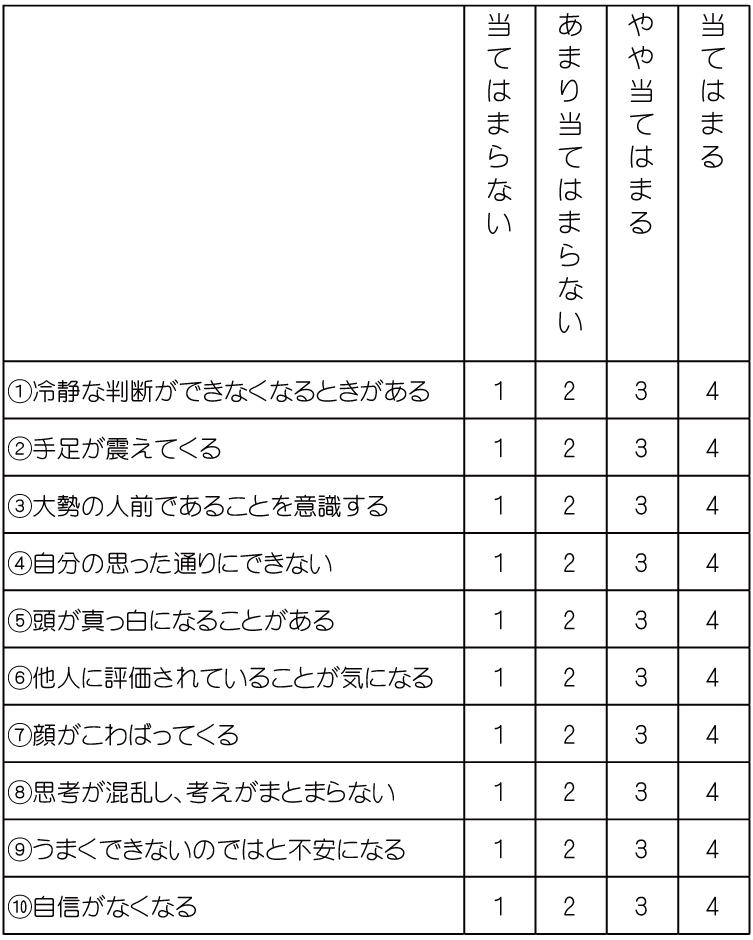 当てはまらない
あまり当てはまらない
やや当てはまる
当てはまる
①冷静な判断ができなくなるときがある 1 2 3 4
②手足が震えてくる 1 2 3 4
③大勢の人前であることを意識する 1 2 3 4
④自分の思った通りにできない 1 2 3 4
⑤頭が真っ白になることがある 1 2 3 4
⑥他人に評価されていることが気になる 1 2 3 4
⑦顔がこわばってくる 1 2 3 4
⑧思考が混乱し、考えがまとまらない 1 2 3 4
⑨うまくできないのではと不安になる 1 2 3 4
⑩自信がなくなる 1 2 3 4